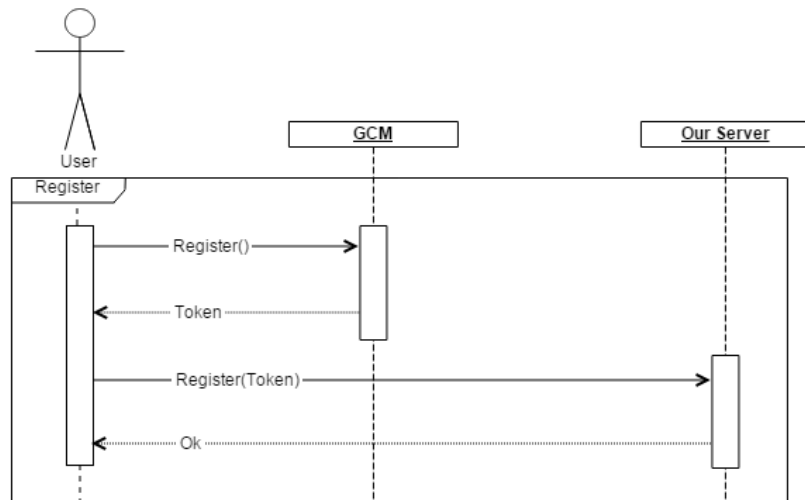 User
GCM
Our Server
Register
Register()
Token
Register(Token)
Ok